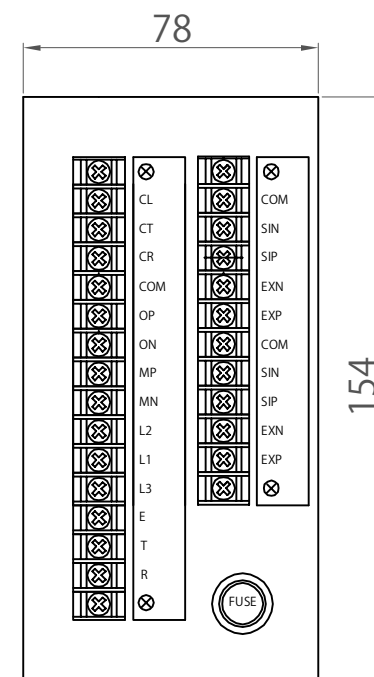 78
CL
CT
CR
COM
OP
ON
MP
MN
L2
L1
L3
E
T
R
COM
SIN
SIP
EXN
EXP
COM
SIN
SIP
EXN
EXP
154
FUSE